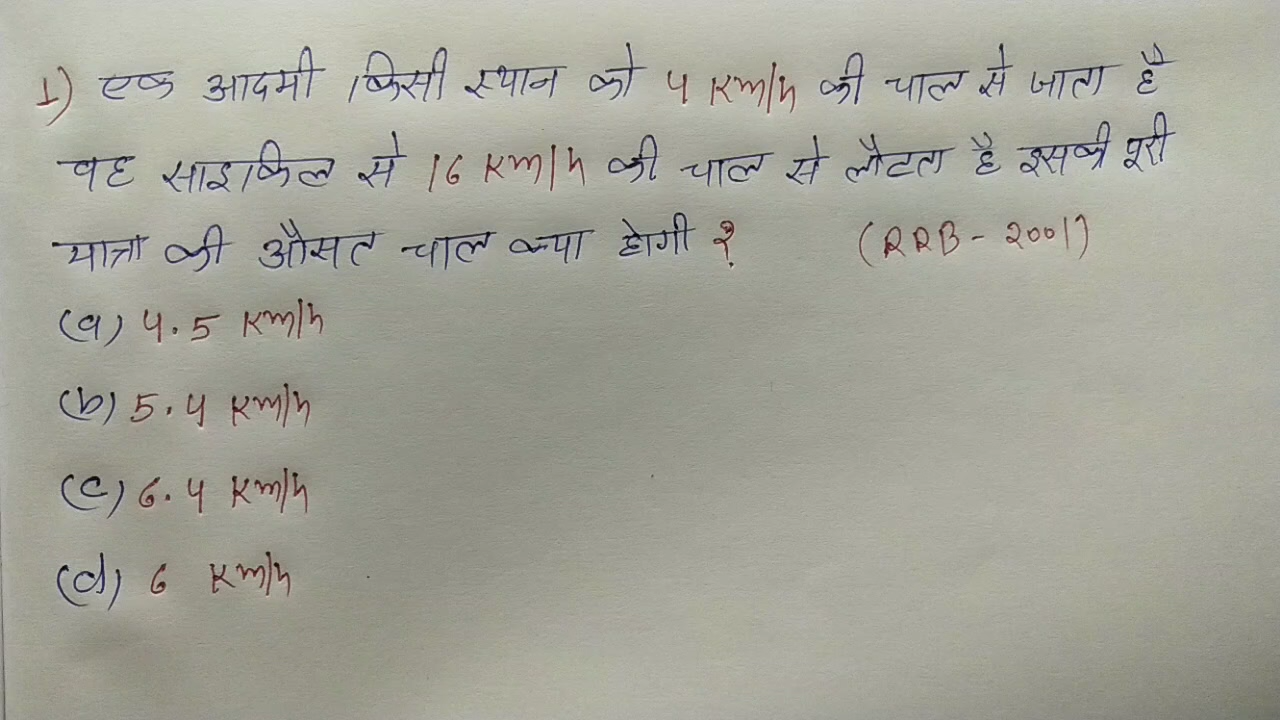 1) एक आदमी किसी स्थान को 4 Km/h की चाल से जाता है
वह साइकिल से 16 Km/h की चाल से लौटता है इसकी पूरी
यात्रा की औसत चाल क्या होगी ? (RRB - 2001)
(a) 4.5 Km/h
(b) 5.4 Km/h
(c) 6.4 Km/h
(d) 6 Km/h